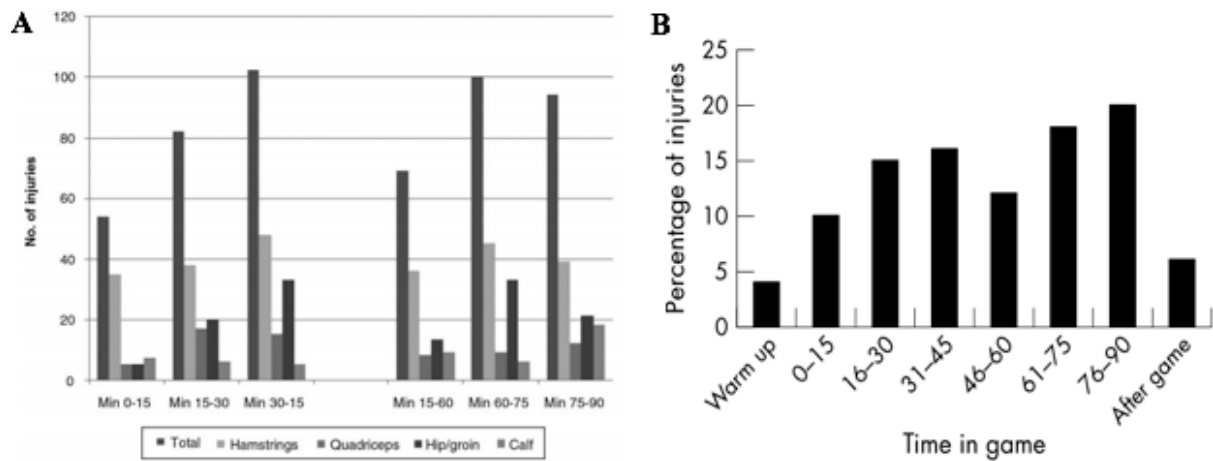 A
No. of injuries
120
100
80
60
40
20
0
Min 0-15 Min 15-30 Min 30-15 Min 15-60 Min 60-75 Min 75-90
Total Hamstrings Quadriceps Hip/groin Calf
B
Percentage of injuries
25
20
15
10
5
0
Warm up 0–15 16–30 31–45 46–60 61–75 76–90 After game
Time in game